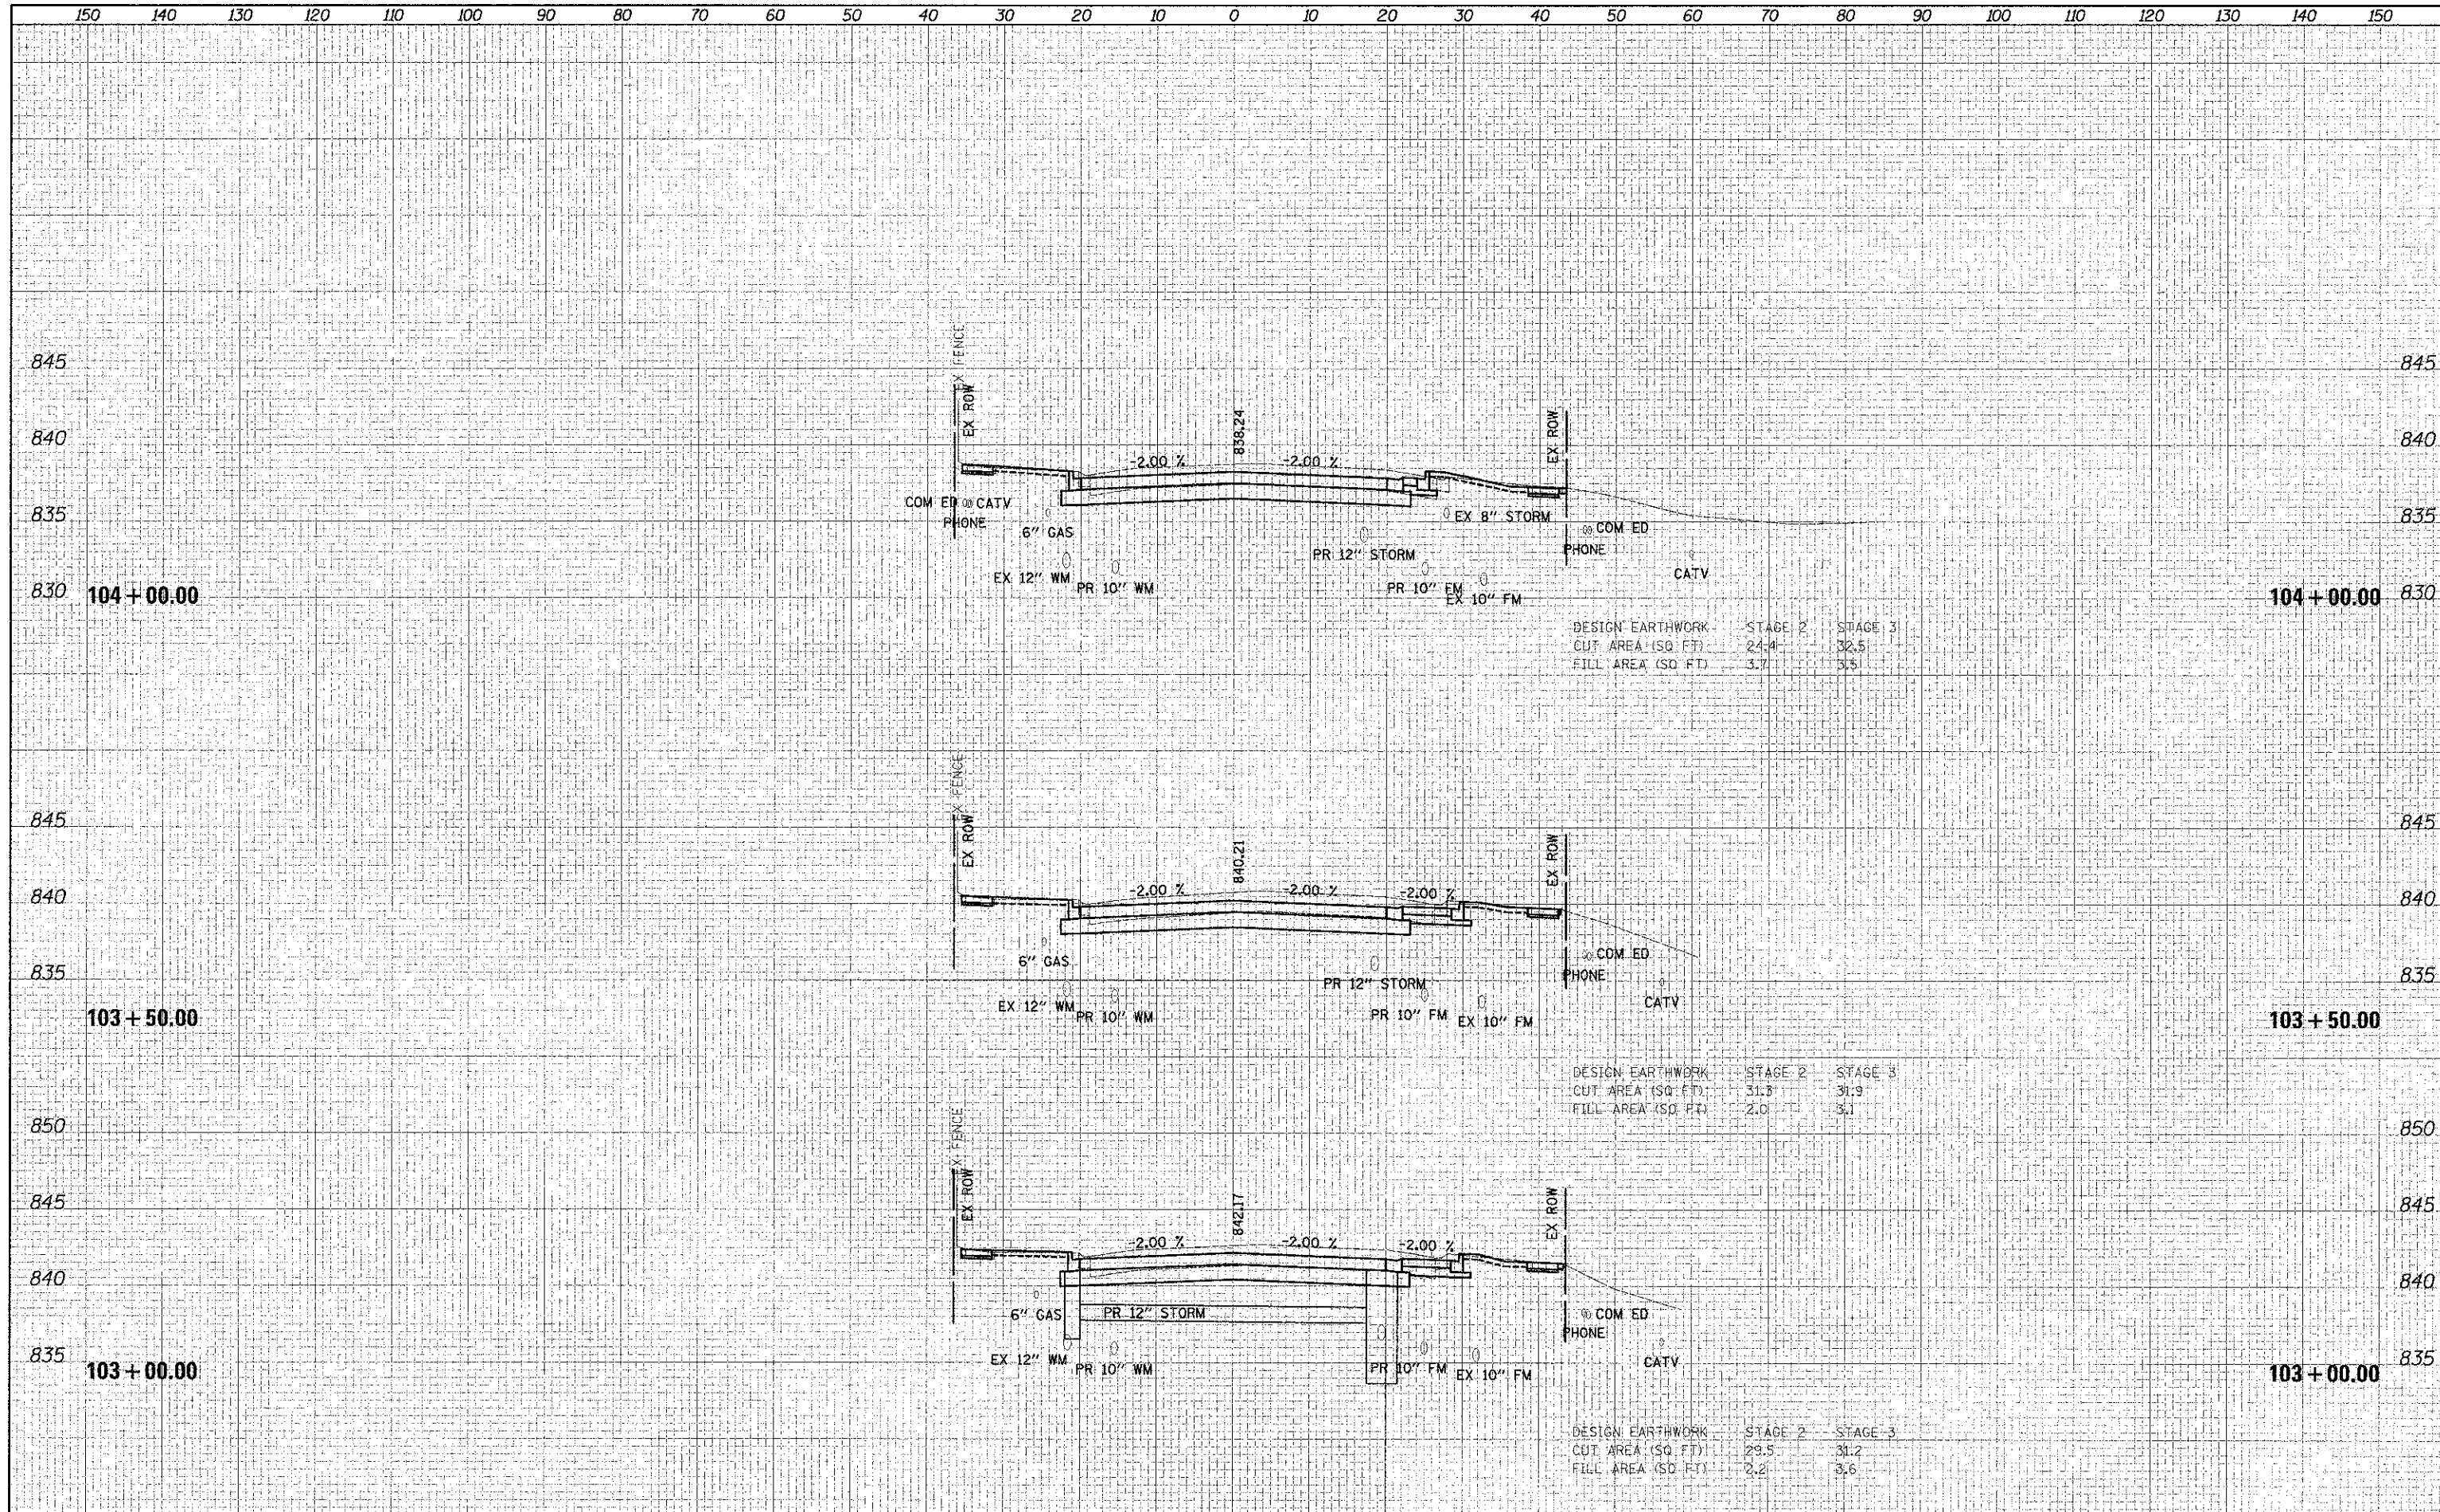 150 140 130 120 110 100 90 80 70 60 50 40 30 20 10 0 10 20 30 40 50 60 70 80 90 100 110 120 130 140 150
EX FENCE
EX ROW
845 845
838.24
EX ROW
840 840
-2.00 % -2.00 %
COM ED CATV
PHONE
6" GAS
EX 8" STORM
COM ED
835 835
PR 12" STORM
PHONE
EX 12" WM
PR 10" WM
PR 10" FM
EX 10" FM
CATV
830 104+00.00 104+00.00 830
DESIGN EARTHWORK STAGE 2 STAGE 3
CUT AREA (SQ FT) 24.4 32.5
FILL AREA (SQ FT) 3.7 3.5
EX FENCE
EX ROW
845 845
840.21
EX ROW
840 840
-2.00 % -2.00 % -2.00 %
6" GAS
COM ED
835 835
PR 12" STORM
PHONE
EX 12" WM
PR 10" WM
PR 10" FM
EX 10" FM
CATV
103+50.00 103+50.00
DESIGN EARTHWORK STAGE 2 STAGE 3
CUT AREA (SQ FT) 31.3 31.9
FILL AREA (SQ FT) 2.0 3.1
850 850
EX FENCE
EX ROW
845 845
842.17
EX ROW
-2.00 % -2.00 % -2.00 %
840 840
6" GAS
PR 12" STORM
COM ED
PHONE
EX 12" WM
PR 10" WM
PR 10" FM
EX 10" FM
CATV
835 103+00.00 103+00.00 835
DESIGN EARTHWORK STAGE 2 STAGE 3
CUT AREA (SQ FT) 29.5 31.2
FILL AREA (SQ FT) 2.2 3.6